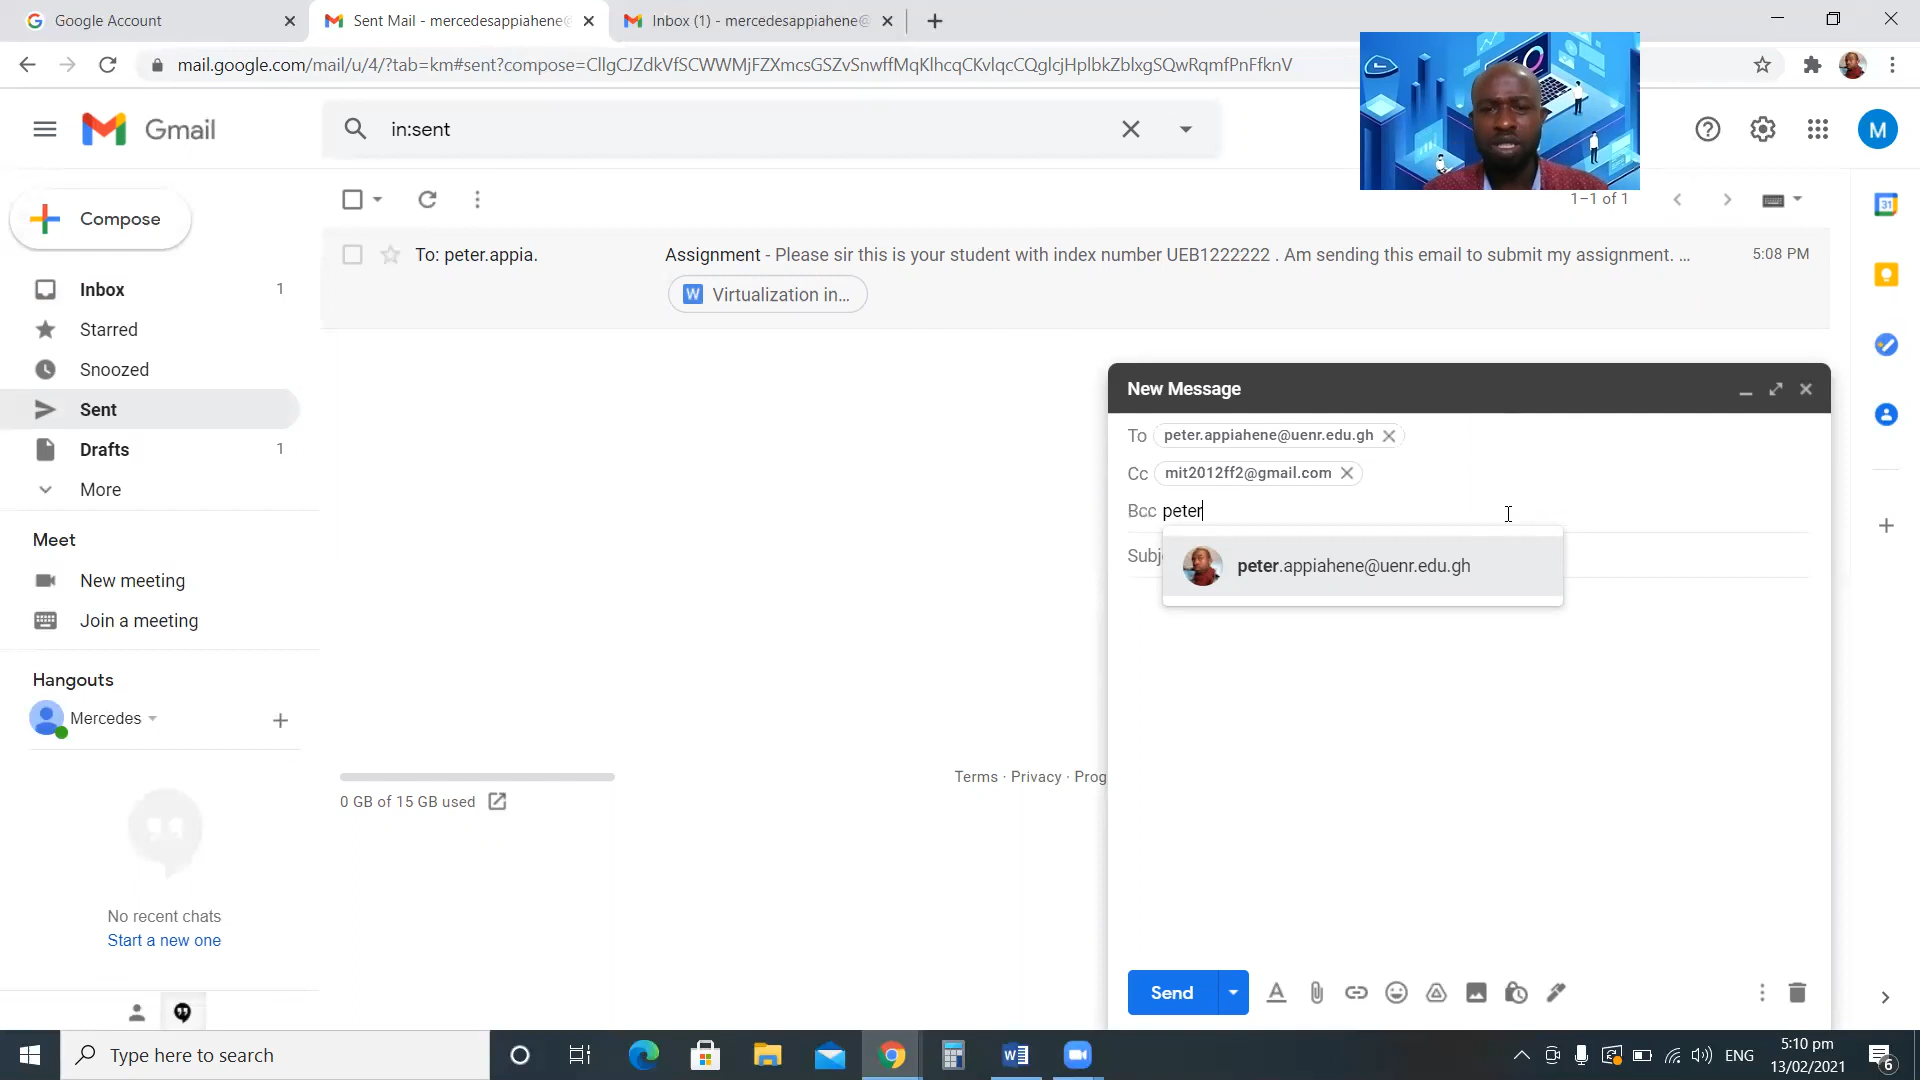 Google Account
Sent Mail - mercedesappiahene@
Inbox (1) - mercedesappiahene@
mail.google.com/mail/u/4/?tab=km#sent?compose=CllgCJZdkVfSCWWMjFZXmcsGSZvSnwffMqKlhcqCKvlqcCQglcjHplbkZblxgSQwRqmfPnFfknV
Gmail
in:sent
M
Compose
1–1 of 1
31
To: peter.appia.
Assignment - Please sir this is your student with index number UEB1222222 . Am sending this email to submit my assignment. ...
5:08 PM
W Virtualization in...
Inbox 1
Starred
Snoozed
Sent
Drafts 1
More
Meet
New meeting
Join a meeting
Hangouts
Mercedes
No recent chats
Start a new one
0 GB of 15 GB used
Terms · Privacy · Prog
New Message
To peter.appiahene@uenr.edu.gh
Cc mit2012ff2@gmail.com
Bcc peter
Subj
peter.appiahene@uenr.edu.gh
Send
Type here to search
ENG
5:10 pm
13/02/2021
6